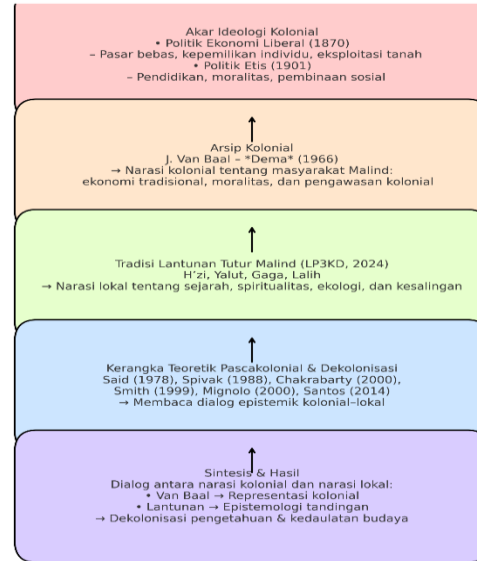 Akar Ideologi Kolonial
• Politik Ekonomi Liberal (1870)
– Pasar bebas, kepemilikan individu, eksploitasi tanah
• Politik Etis (1901)
– Pendidikan, moralitas, pembinaan sosial
Arsip Kolonial
J. Van Baal – *Dema* (1966)
→ Narasi kolonial tentang masyarakat Malind:
ekonomi tradisional, moralitas, dan pengawasan kolonial
Tradisi Lantunan Tutur Malind (LP3KD, 2024)
H’zi, Yalut, Gaga, Lalih
→ Narasi lokal tentang sejarah, spiritualitas, ekologi, dan kesalingan
Kerangka Teoretik Pascakolonial & Dekolonisasi
Said (1978), Spivak (1988), Chakrabarty (2000),
Smith (1999), Mignolo (2000), Santos (2014)
→ Membaca dialog epistemik kolonial–lokal
Sintesis & Hasil
Dialog antara narasi kolonial dan narasi lokal:
• Van Baal → Representasi kolonial
• Lantunan → Epistemologi tandingan
→ Dekolonisasi pengetahuan & kedaulatan budaya